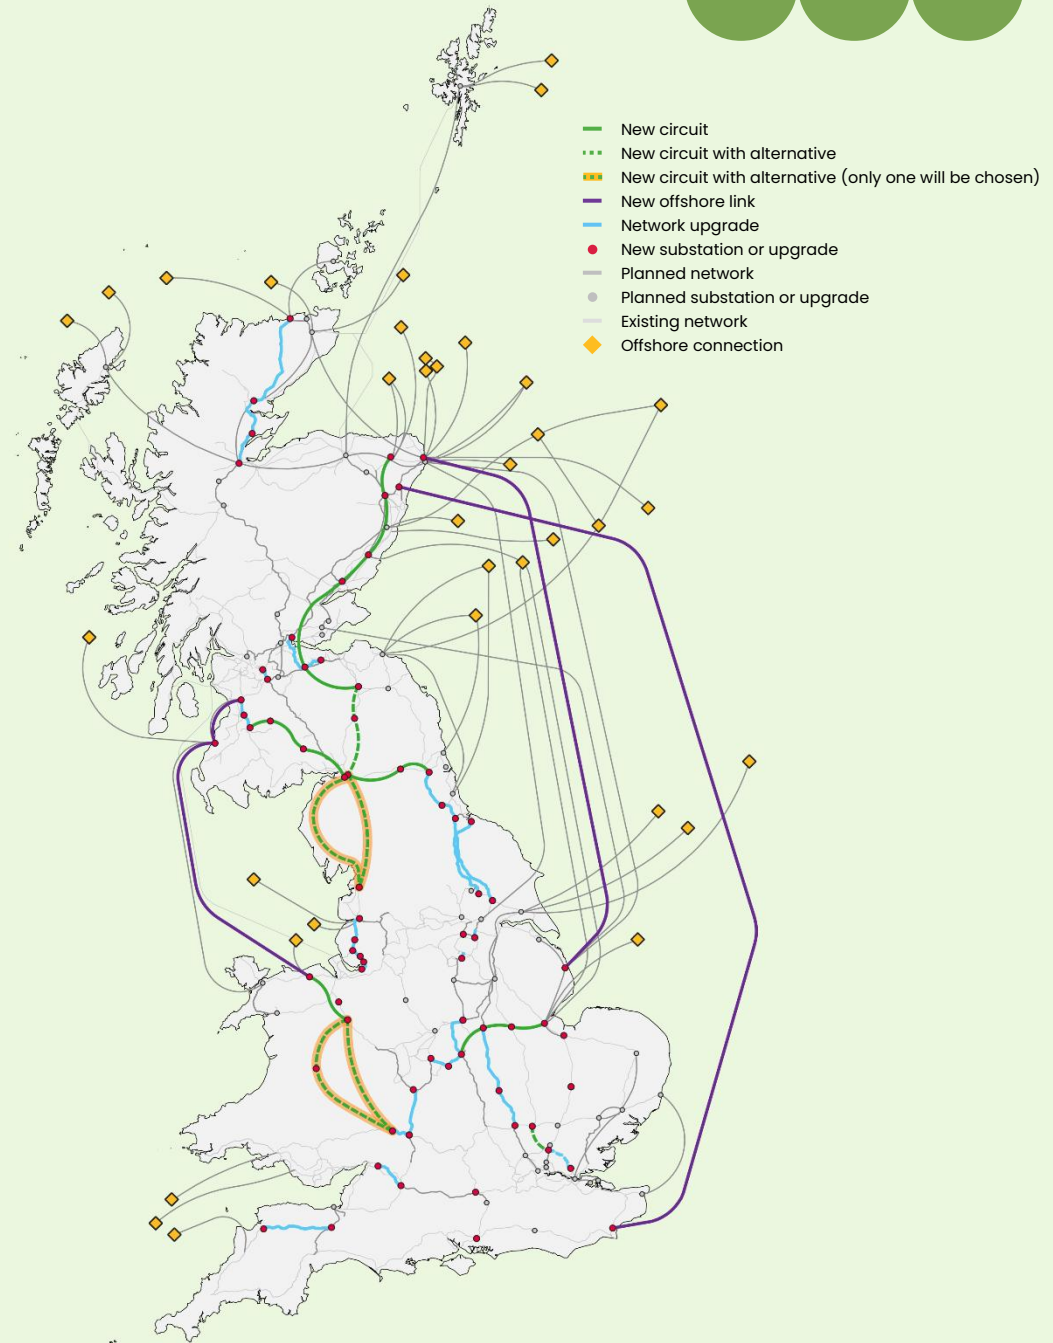 New circuit
New circuit with alternative
New circuit with alternative (only one will be chosen)
New offshore link
Network upgrade
New substation or upgrade
Planned network
Planned substation or upgrade
Existing network
Offshore connection